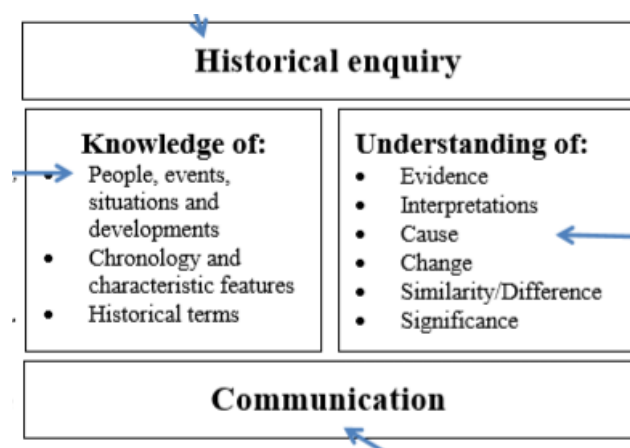 Historical enquiry
Knowledge of:
• People, events,
situations and
developments
• Chronology and
characteristic features
• Historical terms
Understanding of:
• Evidence
• Interpretations
• Cause
• Change
• Similarity/Difference
• Significance
Communication